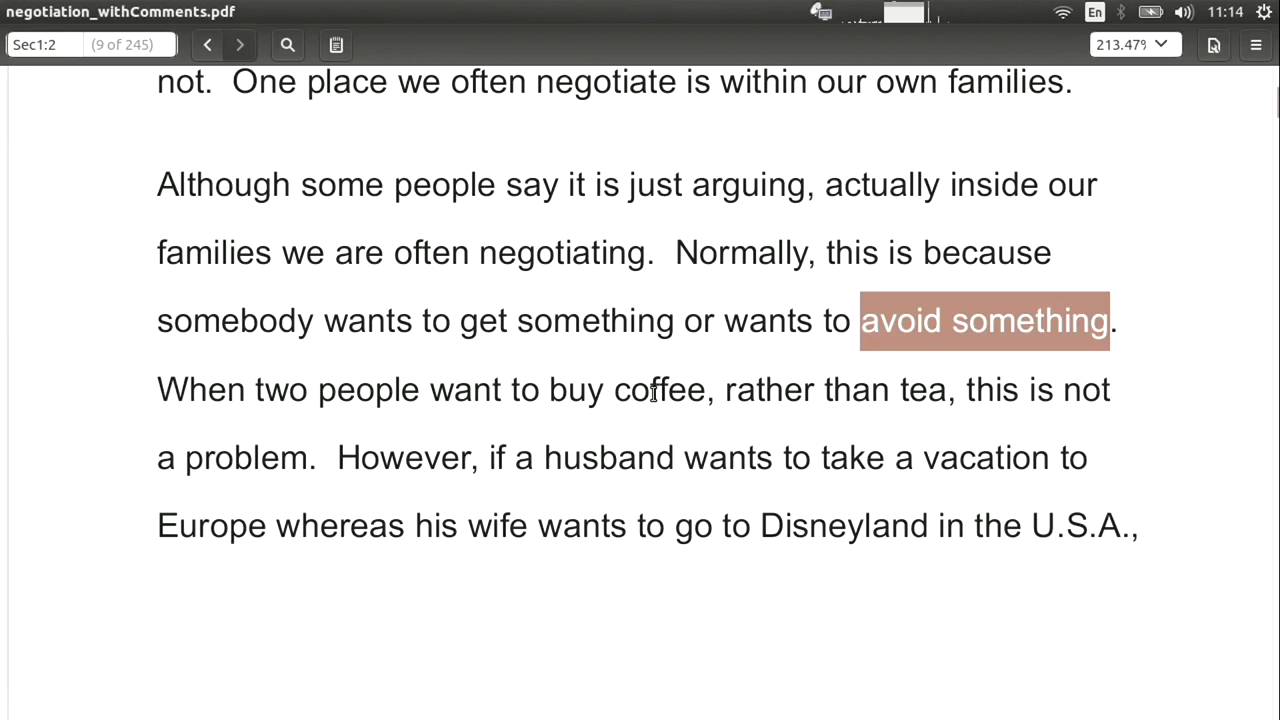 negotiation_withComments.pdf
En
11:14
Sec1:2
(9 of 245)
213.47%
not.  One place we often negotiate is within our own families.
Although some people say it is just arguing, actually inside our
families we are often negotiating.  Normally, this is because
somebody wants to get something or wants to avoid something.
When two people want to buy coffee, rather than tea, this is not
a problem.  However, if a husband wants to take a vacation to
Europe whereas his wife wants to go to Disneyland in the U.S.A.,